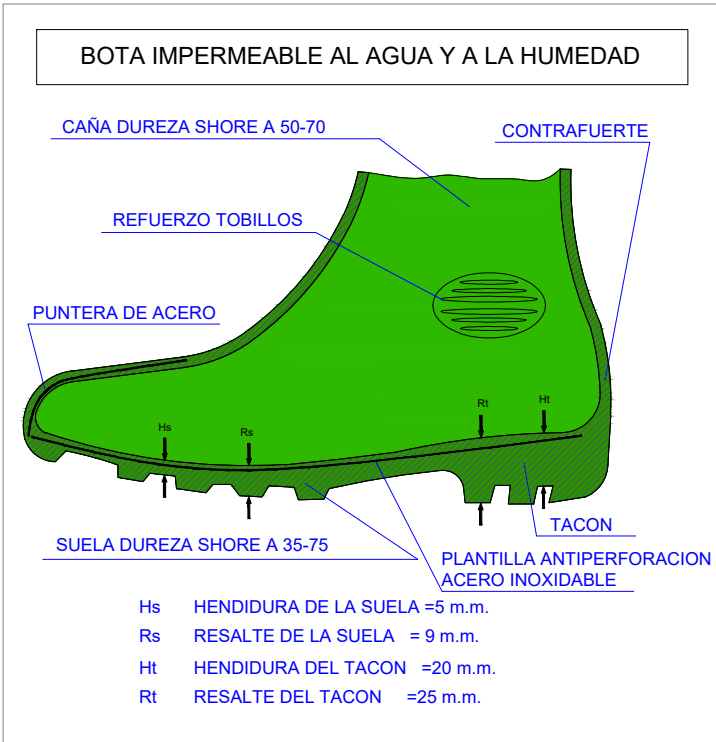 BOTA IMPERMEABLE AL AGUA Y A LA HUMEDAD
CAÑA DUREZA SHORE A 50-70
CONTRAFUERTE
REFUERZO TOBILLOS
PUNTERA DE ACERO
Hs
Rs
Rt
Ht
TACON
SUELA DUREZA SHORE A 35-75
PLANTILLA ANTIPERFORACION
ACERO INOXIDABLE
Hs HENDIDURA DE LA SUELA =5 m.m.
Rs RESALTE DE LA SUELA = 9 m.m.
Ht HENDIDURA DEL TACON =20 m.m.
Rt RESALTE DEL TACON =25 m.m.